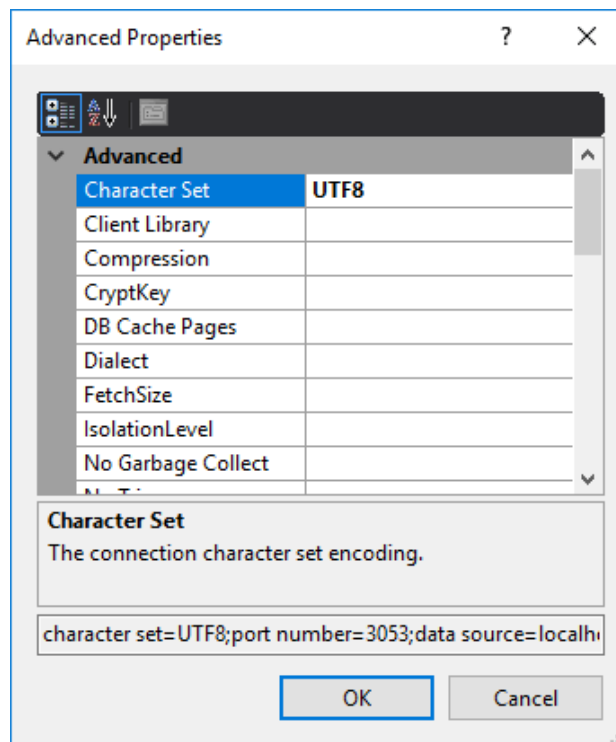 Advanced Properties ?
Advanced
Character Set UTF8
Client Library
Compression
CryptKey
DB Cache Pages
Dialect
FetchSize
IsolationLevel
No Garbage Collect
Character Set
The connection character set encoding.
character set=UTF8;port number=3053;data source=localh
OK Cancel